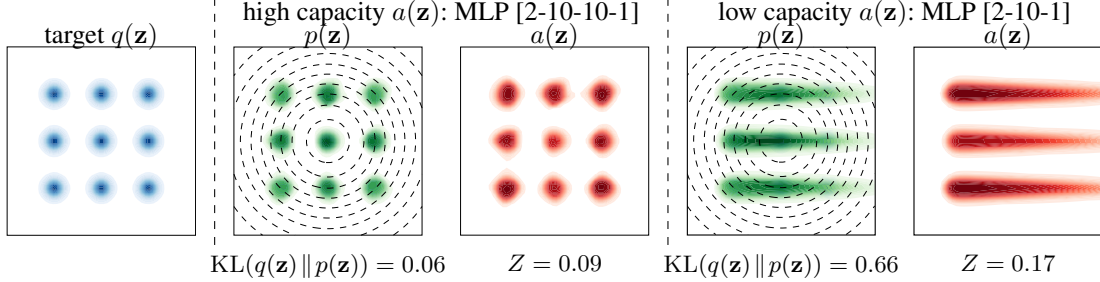 high capacity a(z): MLP [2-10-10-1]
low capacity a(z): MLP [2-10-1]
target q(z)
p(z)
a(z)
p(z)
a(z)
KL(q(z) ∥ p(z)) = 0.06
Z = 0.09
KL(q(z) ∥ p(z)) = 0.66
Z = 0.17